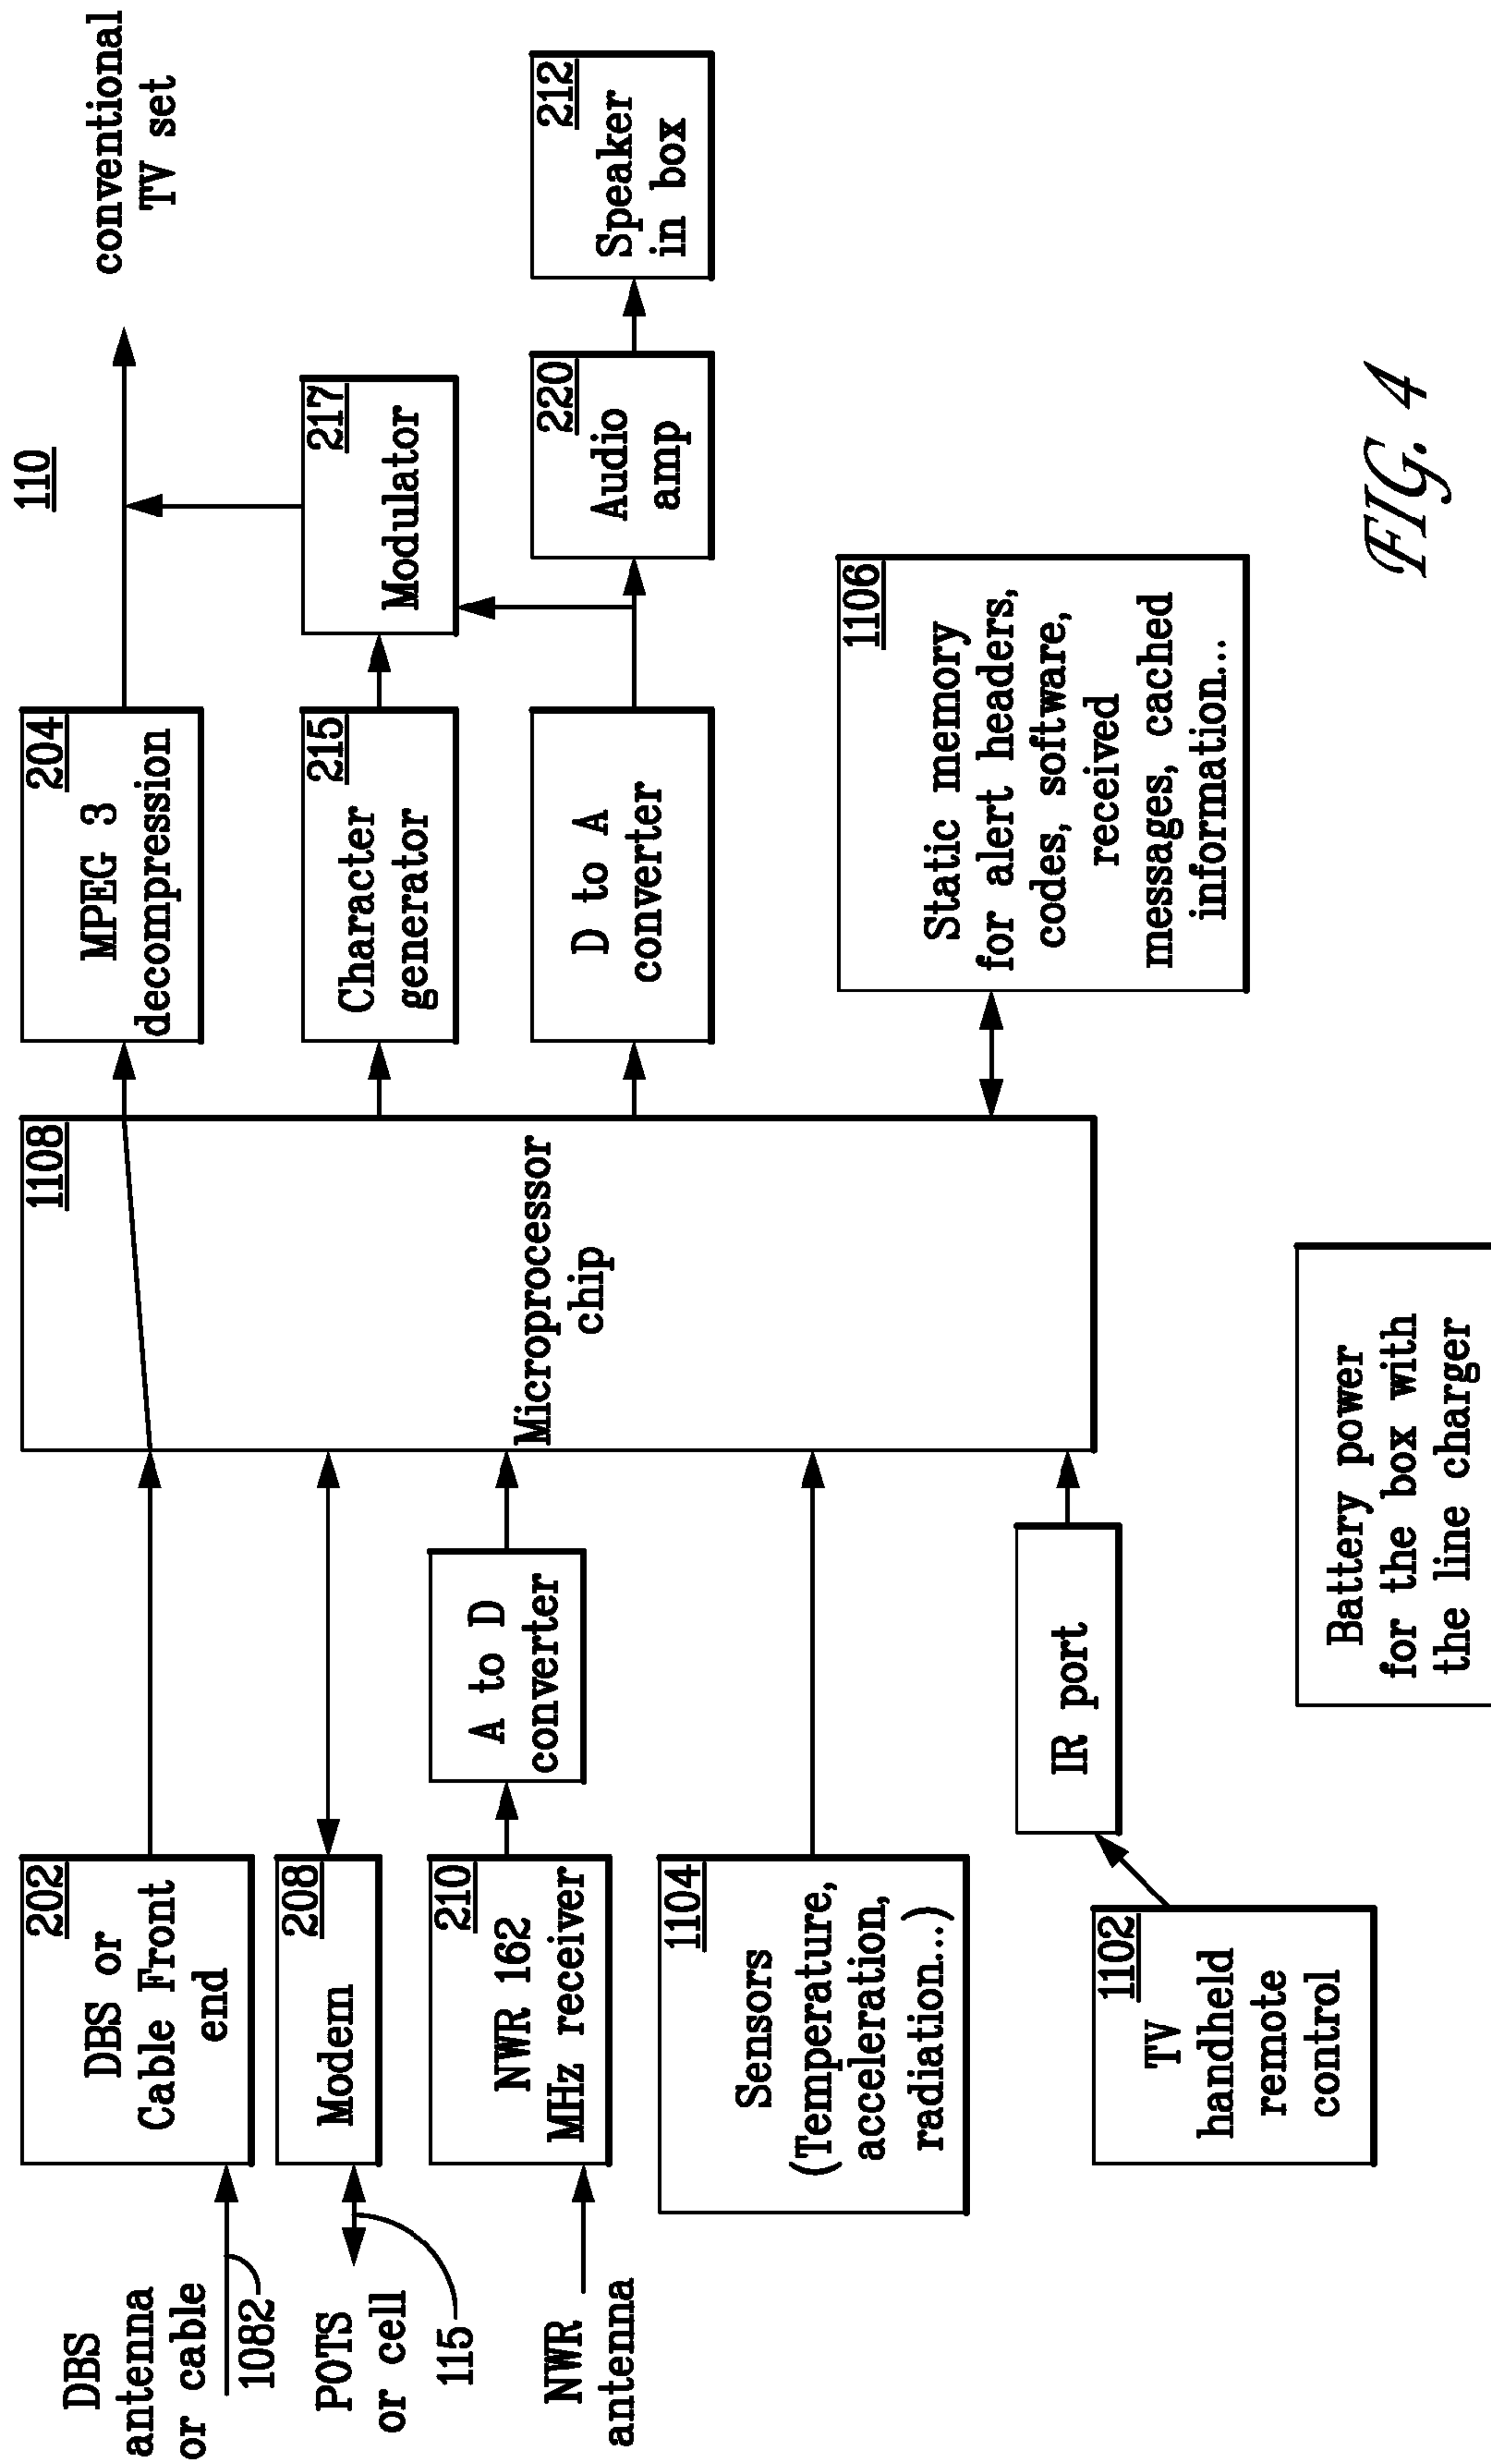 110
DBS
antenna
or cable
1082
202
DBS or
Cable Front
end
POTS
or cell
115
208
Modem
NWR
antenna
210
NWR 162
MHz receiver
A to D
converter
1104
Sensors
(Temperature,
acceleration,
radiation...)
1102
TV
handheld
remote
control
IR port
1108
Microprocessor
chip
Battery power
for the box with
the line charger
204
MPEG 3
decompression
215
Character
generator
D to A
converter
217
Modulator
220
Audio
amp
212
Speaker
in box
conventional
TV set
1106
Static memory
for alert headers,
codes, software,
received
messages, cached
information...
FIG. 4